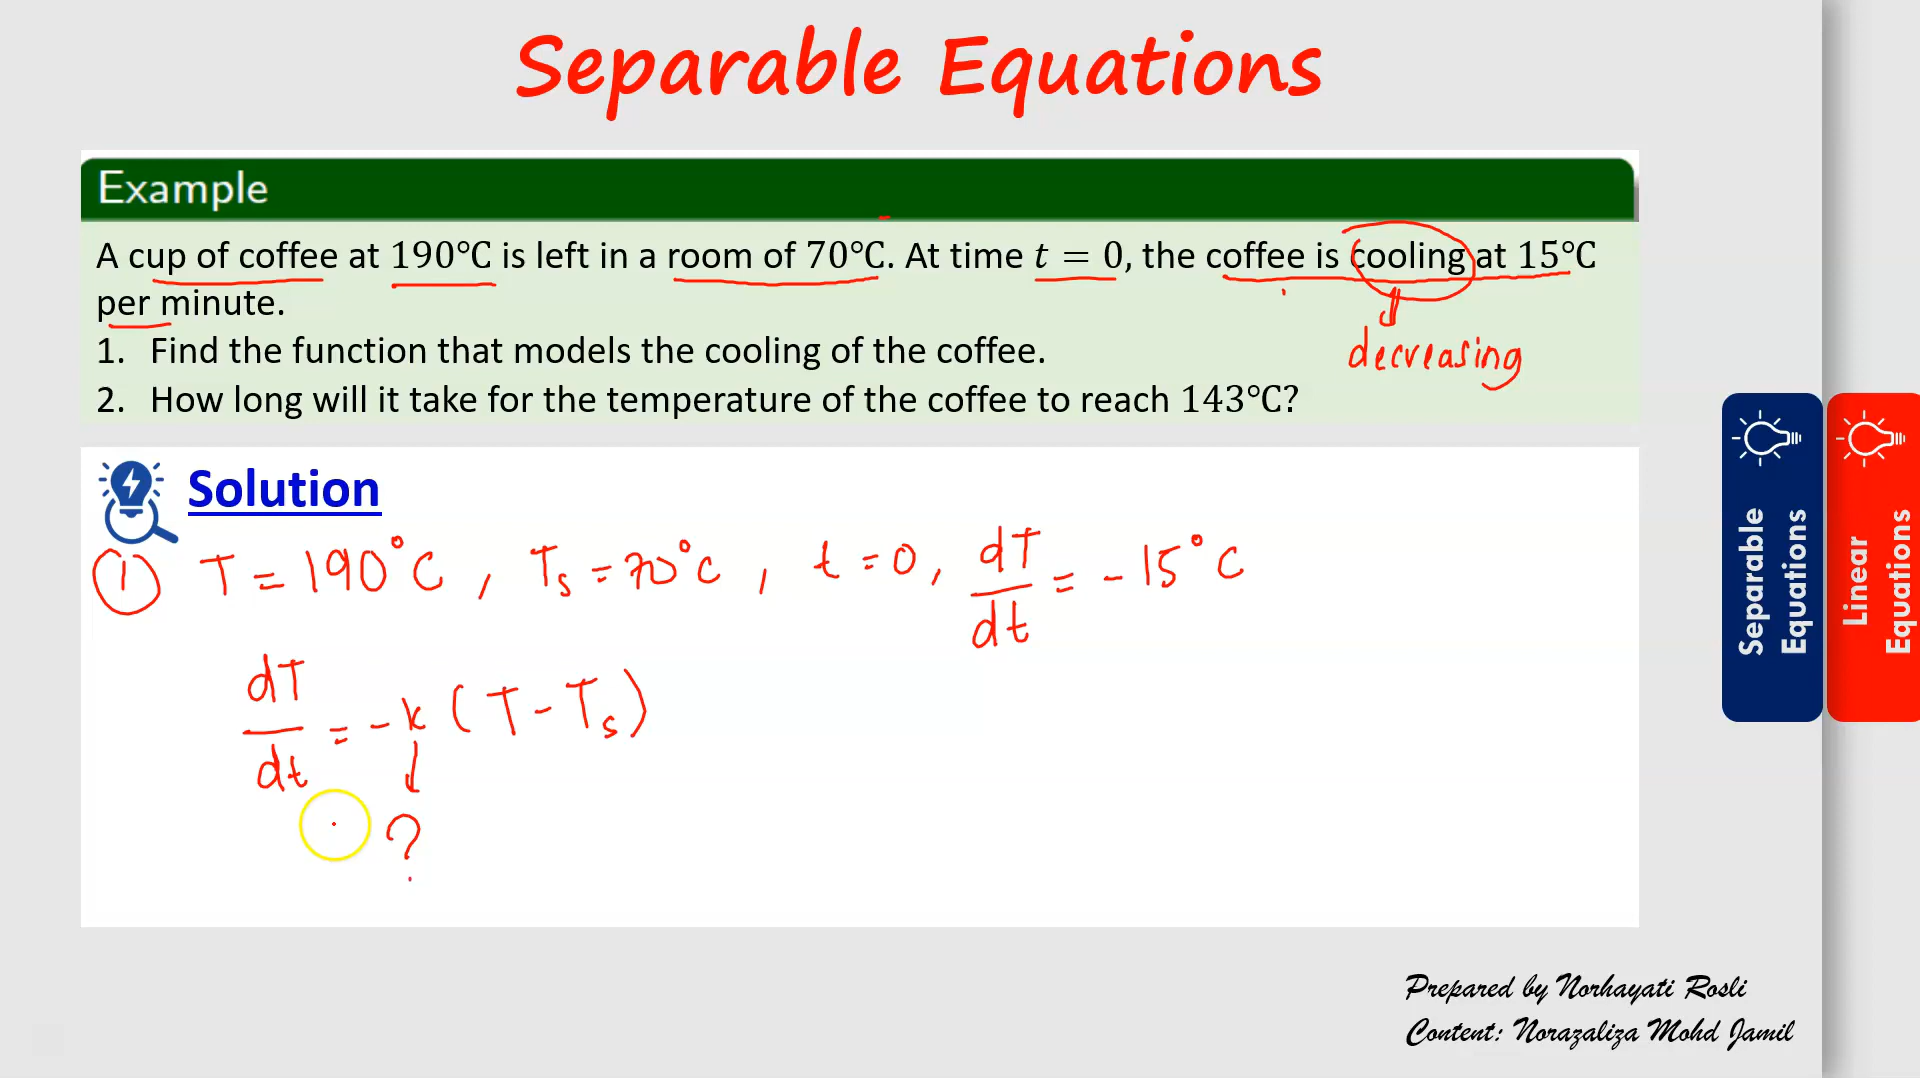 Separable Equations
Example
A cup of coffee at 190°C is left in a room of 70°C. At time t = 0, the coffee is cooling at 15°C
per minute.
decreasing
1. Find the function that models the cooling of the coffee.
2. How long will it take for the temperature of the coffee to reach 143°C?
Solution
① T = 190°C, Ts = 70°C, t = 0, dT/dt = -15°C
dT/dt = -k (T - Ts)
?
Separable
Equations
Linear
Equations
Prepared by Norhayati Rosli
Content: Norazaliza Mohd Jamil